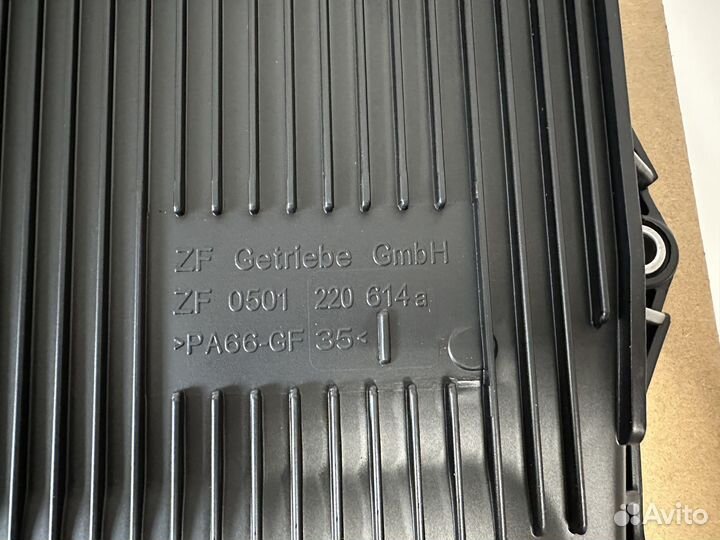 ZF Getriebe GmbH
ZF 0501 220 614a
>PA66-GF 35<
Avito